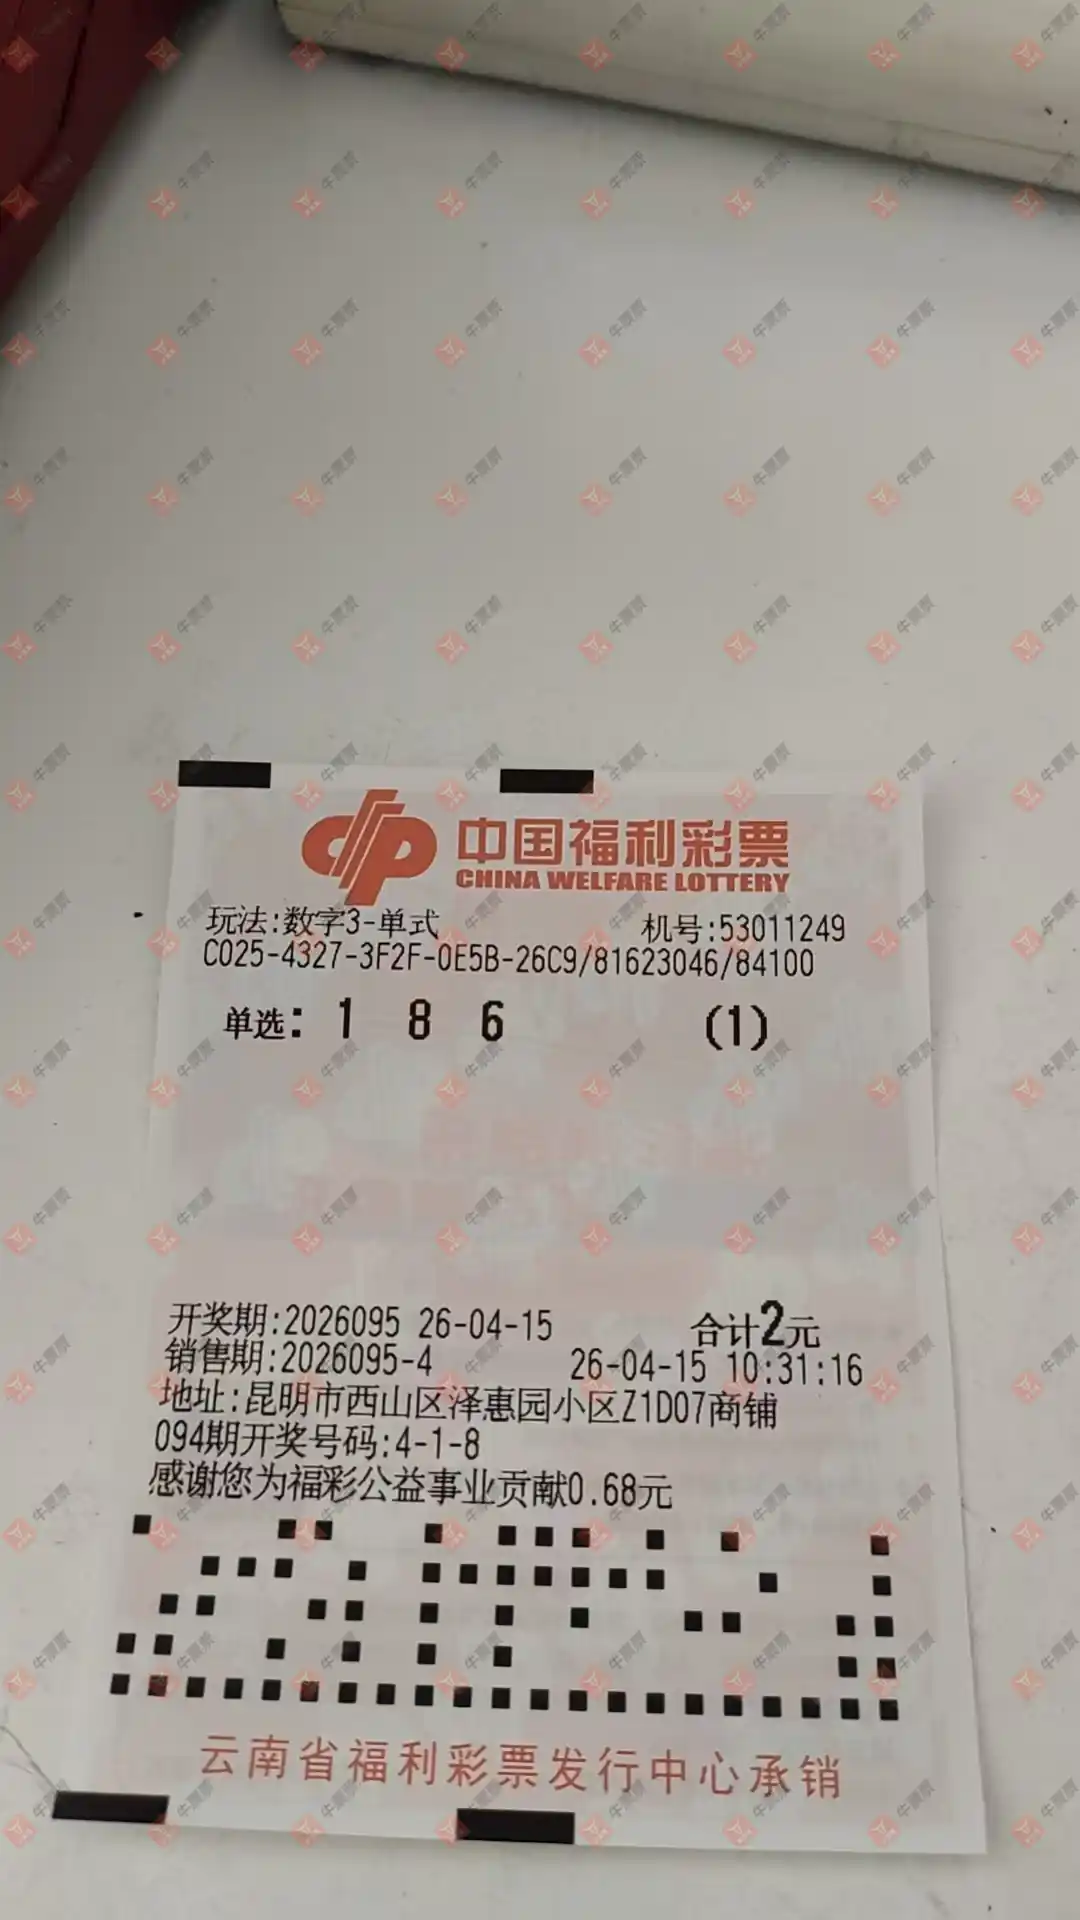 中国福利彩票
CHINA WELFARE LOTTERY
玩法:数字3-单式 机号:53011249
C025-4327-3F2F-0E5B-26C9/81623046/84100
单选: 1 8 6 (1)
开奖期:2026095 26-04-15 合计2元
销售期:2026095-4 26-04-15 10:31:16
地址:昆明市西山区泽惠园小区Z1D07商铺
094期开奖号码:4-1-8
感谢您为福彩公益事业贡献0.68元
云南省福利彩票发行中心承销
牛票票